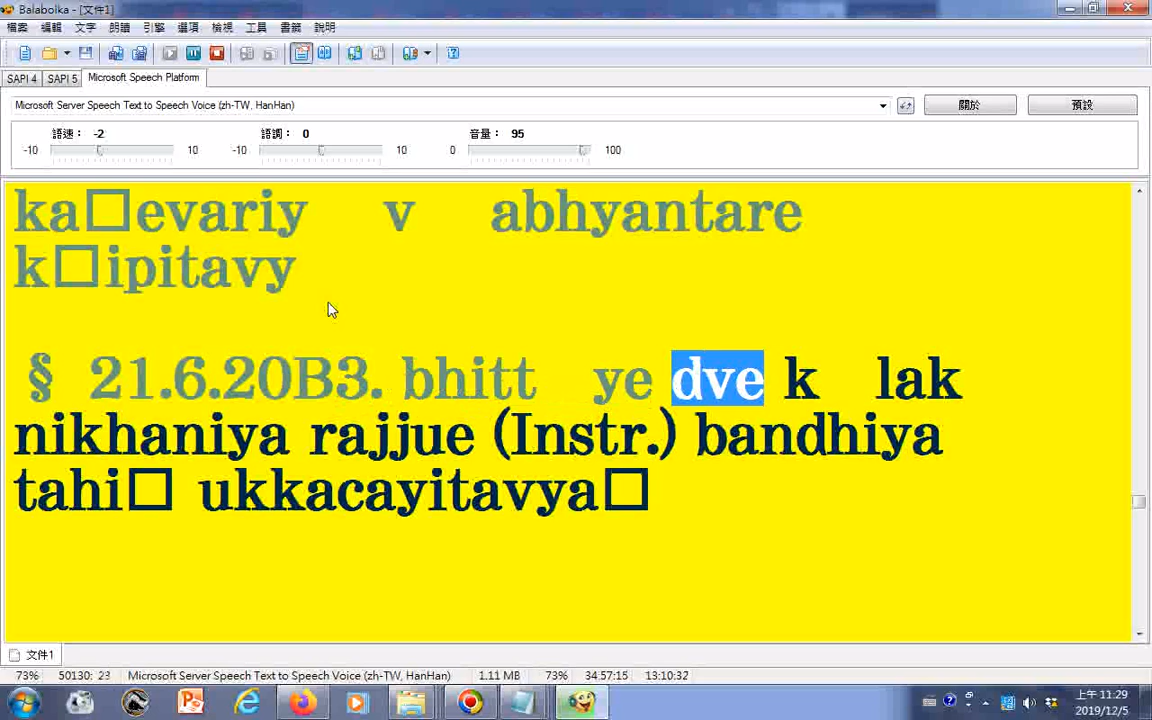 Balabolka - [文件1]
檔案 編輯 文字 朗讀 引擎 選項 檢視 工具 書籤 說明
SAPI 4 SAPI 5 Microsoft Speech Platform
Microsoft Server Speech Text to Speech Voice (zh-TW, HanHan) 關於 預設
語速： -2 語調： 0 音量： 95
-10 10 -10 10 0 100
ka□evariy v abhyantare
k□ipitavy
§ 21.6.20B3. bhitt ye dve k lak
nikhaniya rajjue (Instr.) bandhiya
tahi□ ukkacayitavya□
文件1
73% 50130: 23 Microsoft Server Speech Text to Speech Voice (zh-TW, HanHan) 1.11 MB 73% 34:57:15 13:10:32
上午 11:29
2019/12/5